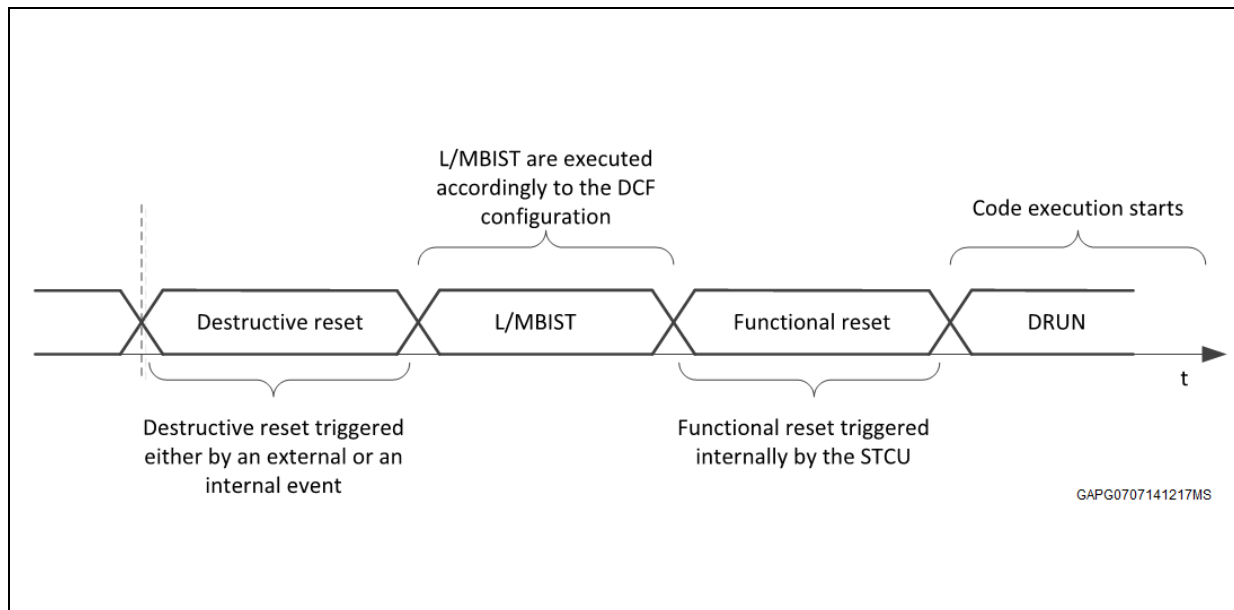 L/MBIST are executed
accordingly to the DCF
configuration
Code execution starts
Destructive reset
L/MBIST
Functional reset
DRUN
t
Destructive reset triggered
either by an external or an
internal event
Functional reset triggered
internally by the STCU
GAPG0707141217MS